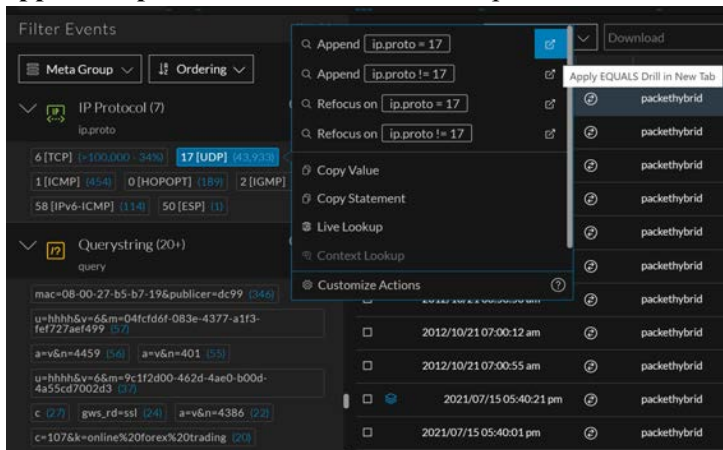 Filter Events
Meta Group
Ordering
IP Protocol (7)
ip.proto
6 [TCP] (>100,000 - 34%) 17 [UDP] (43,933)
1 [ICMP] (454) 0 [HOPOPT] (189) 2 [IGMP]
58 [IPv6-ICMP] (114) 50 [ESP] (1)
Querystring (20+)
query
mac=08-00-27-b5-b7-19&publicer=dc99 (346)
u=hhhh&v=6&m=04fcfd6f-083e-4377-a1f3-
fef727aef499 (57)
a=v&n=4459 (56) a=v&n=401 (55)
u=hhhh&v=6&m=9c1f2d00-462d-4ae0-b00d-
4a55cd7002d3 (37)
c (27) gws_rd=ssl (24) a=v&n=4386 (22)
c=107&k=online%20forex%20trading (20)
Append ip.proto = 17
Append ip.proto != 17
Refocus on ip.proto = 17
Refocus on ip.proto != 17
Copy Value
Copy Statement
Live Lookup
Context Lookup
Customize Actions
Download
Apply EQUALS Drill in New Tab
packethybrid
packethybrid
packethybrid
packethybrid
packethybrid
packethybrid
packethybrid
2012/10/21 07:00:12 am packethybrid
2012/10/21 07:00:55 am packethybrid
2021/07/15 05:40:21 pm packethybrid
2021/07/15 05:40:01 pm packethybrid